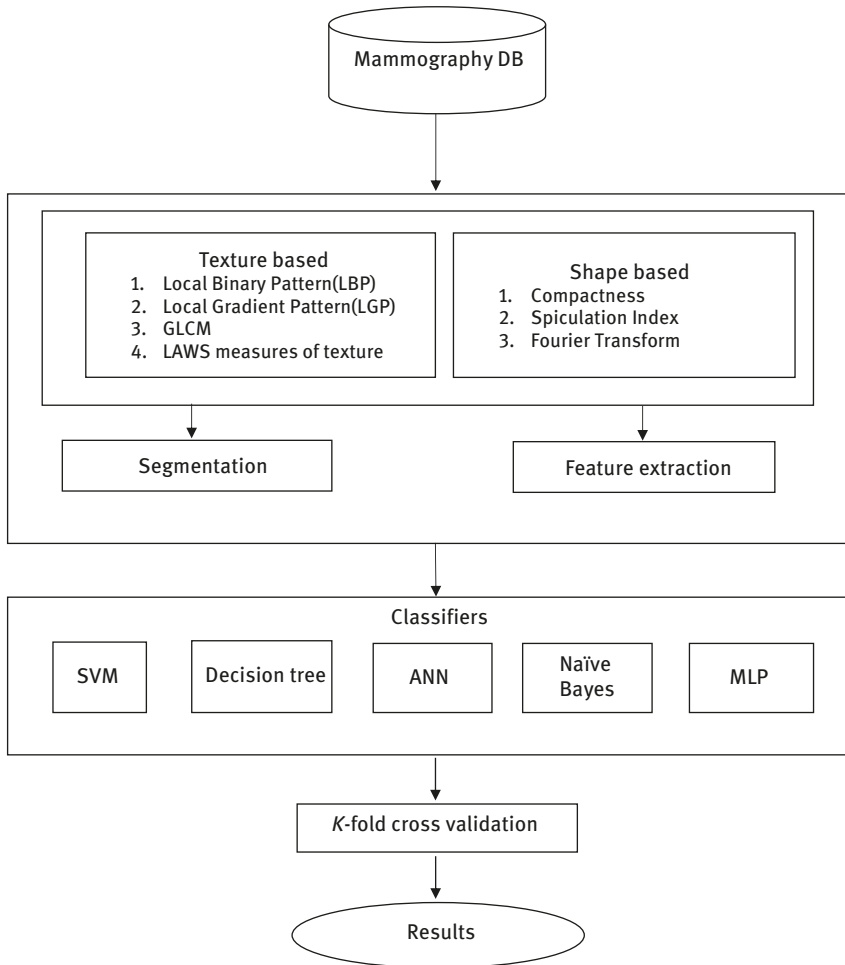 Mammography DB
Texture based
1. Local Binary Pattern(LBP)
2. Local Gradient Pattern(LGP)
3. GLCM
4. LAWS measures of texture
Shape based
1. Compactness
2. Spiculation Index
3. Fourier Transform
Segmentation
Feature extraction
Classifiers
SVM
Decision tree
ANN
Naïve
Bayes
MLP
K-fold cross validation
Results